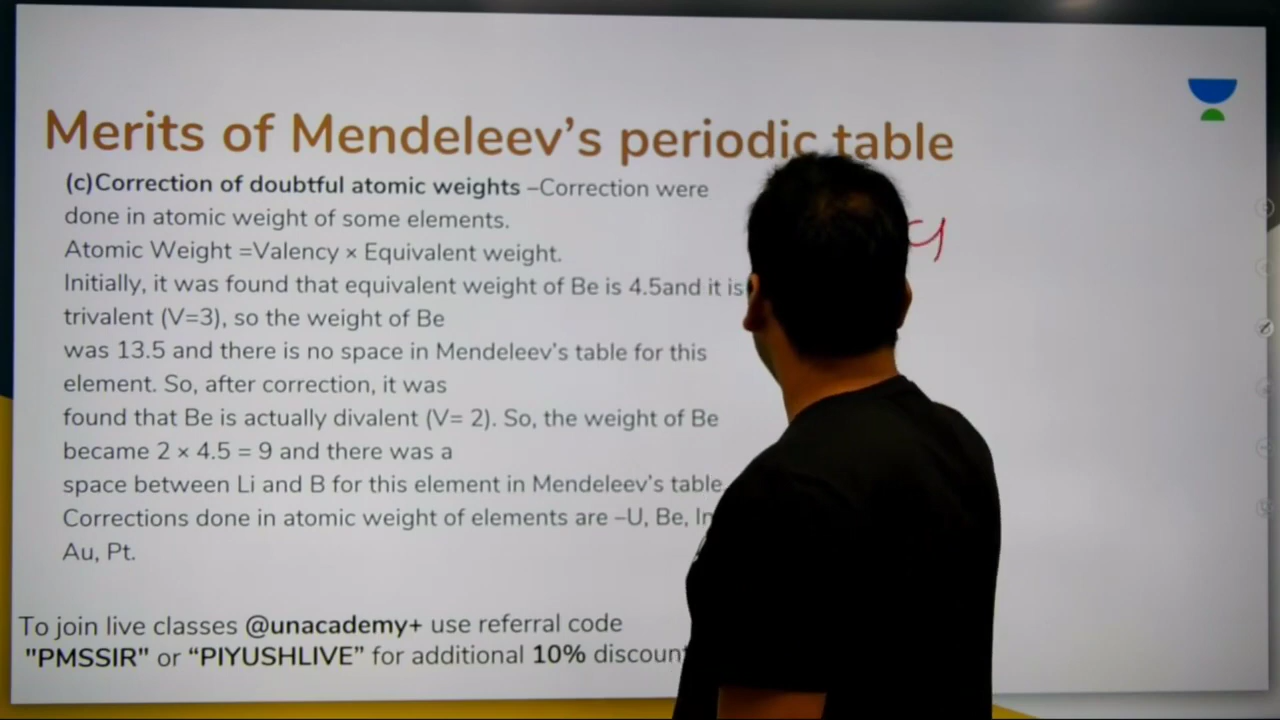 Merits of Mendeleev's periodic table
(c)Correction of doubtful atomic weights –Correction were
done in atomic weight of some elements.
Atomic Weight =Valency × Equivalent weight.
Initially, it was found that equivalent weight of Be is 4.5and it is
trivalent (V=3), so the weight of Be
was 13.5 and there is no space in Mendeleev's table for this
element. So, after correction, it was
found that Be is actually divalent (V= 2). So, the weight of Be
became 2 × 4.5 = 9 and there was a
space between Li and B for this element in Mendeleev's table
Corrections done in atomic weight of elements are –U, Be, In
Au, Pt.
To join live classes @unacademy+ use referral code
"PMSSIR" or “PIYUSHLIVE” for additional 10% discount